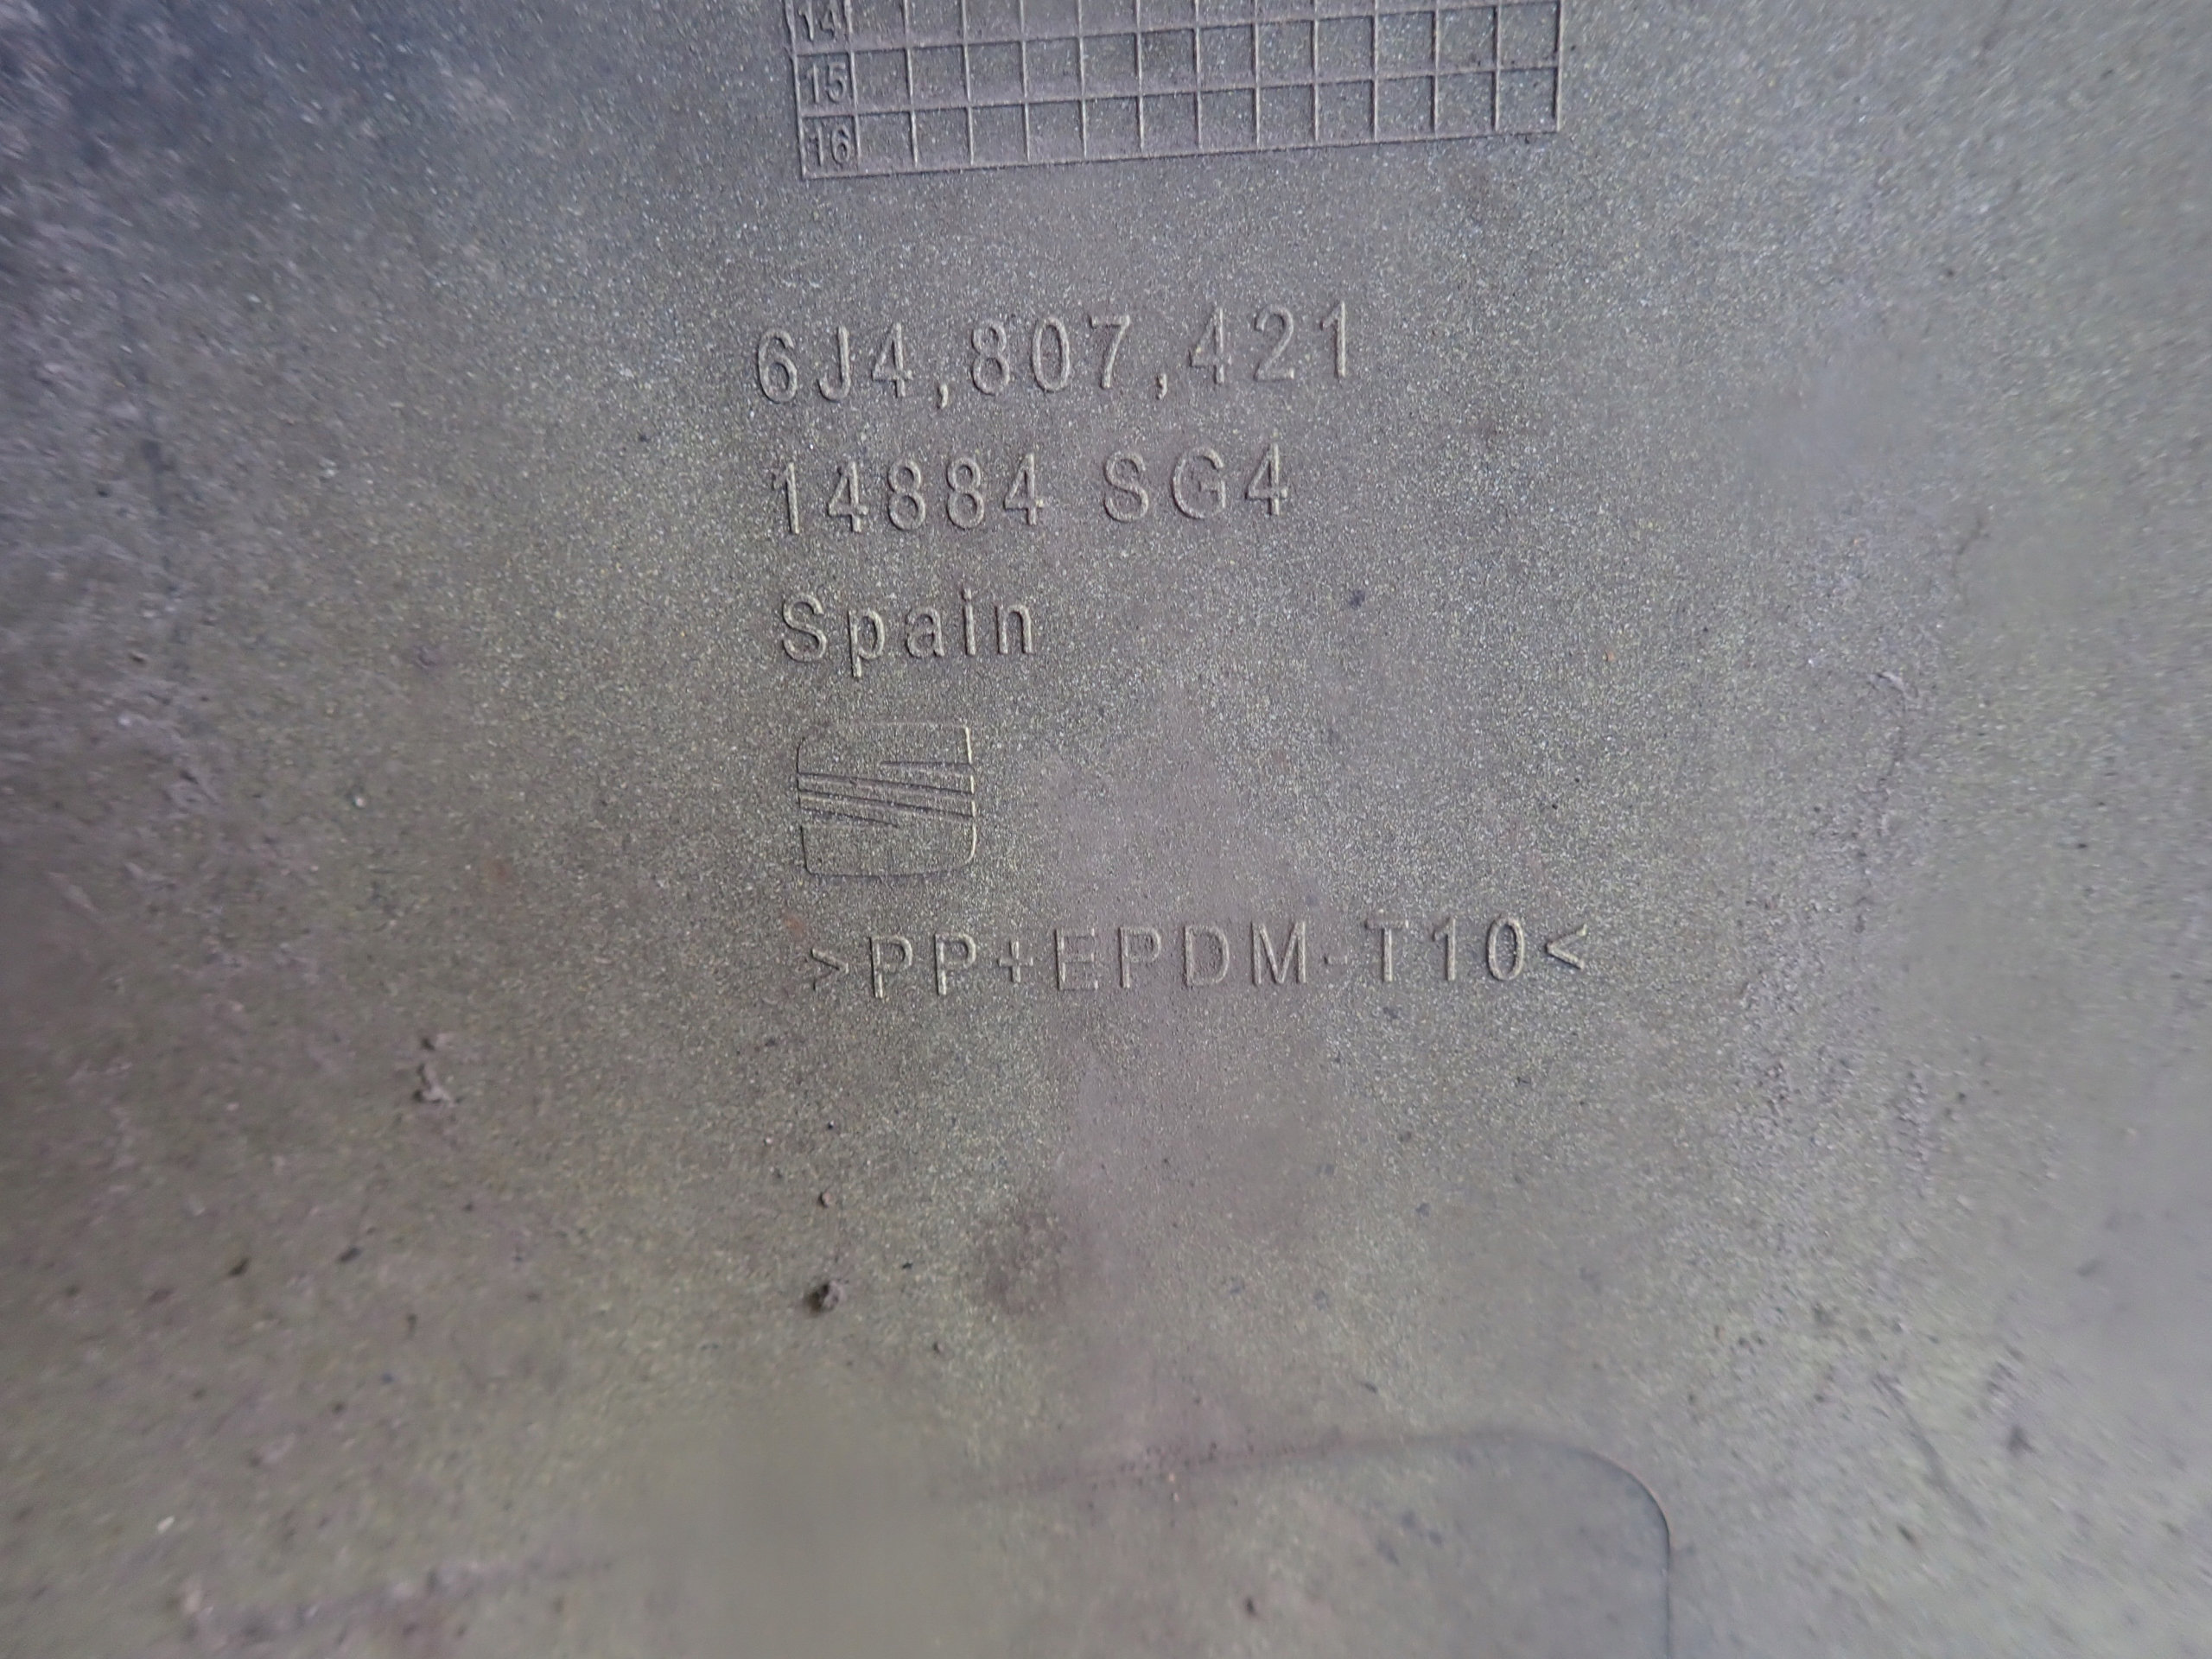 14
15
16
6J4,807,421
14884 SG4
Spain
>PP+EPDM-T10<